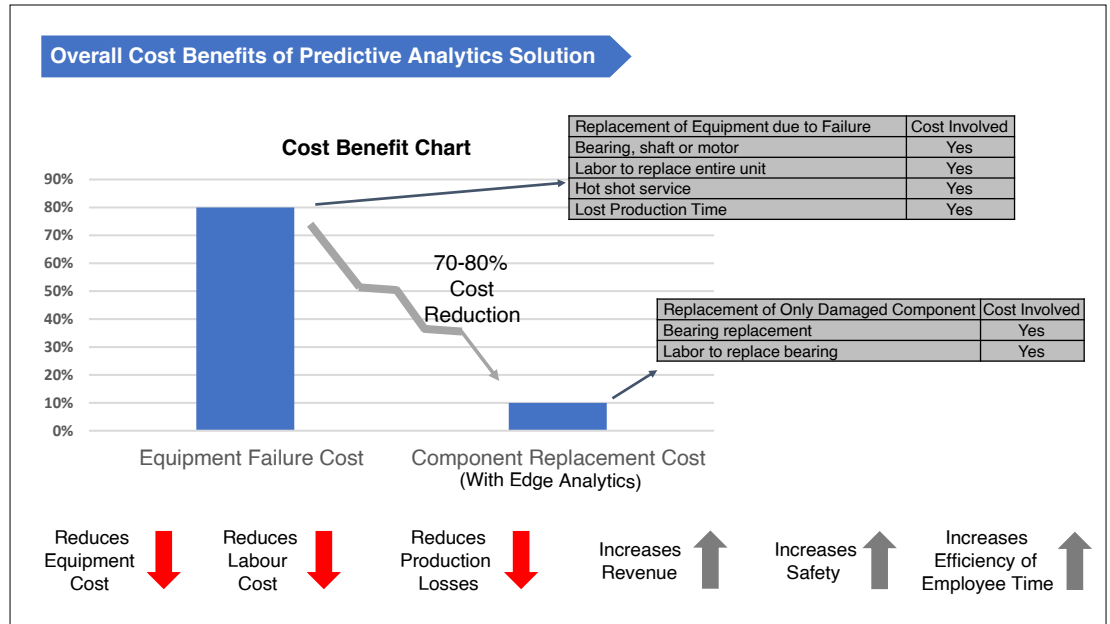 Overall Cost Benefits of Predictive Analytics Solution
Cost Benefit Chart
Replacement of Equipment due to Failure Cost Involved
Bearing, shaft or motor Yes
Labor to replace entire unit Yes
Hot shot service Yes
Lost Production Time Yes
90%
80%
70%
60%
50%
40%
30%
20%
10%
0%
70-80%
Cost
Reduction
Replacement of Only Damaged Component Cost Involved
Bearing replacement Yes
Labor to replace bearing Yes
Equipment Failure Cost
Component Replacement Cost
(With Edge Analytics)
Reduces
Equipment
Cost
Reduces
Labour
Cost
Reduces
Production
Losses
Increases
Revenue
Increases
Safety
Increases
Efficiency of
Employee Time